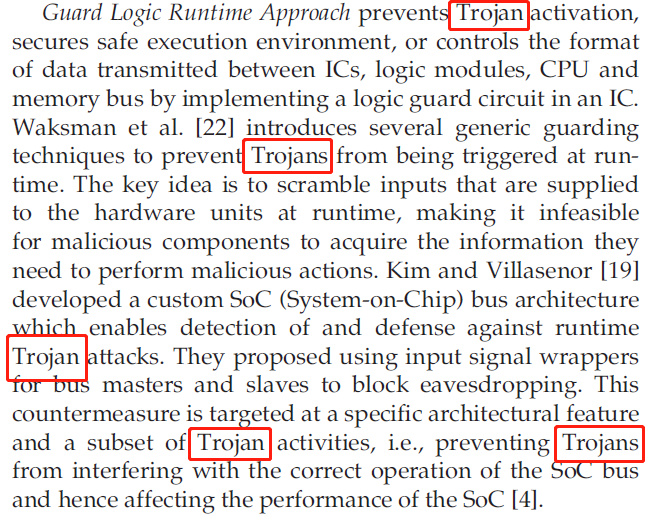 Guard Logic Runtime Approach prevents Trojan activation,
secures safe execution environment, or controls the format
of data transmitted between ICs, logic modules, CPU and
memory bus by implementing a logic guard circuit in an IC.
Waksman et al. [22] introduces several generic guarding
techniques to prevent Trojans from being triggered at run-
time. The key idea is to scramble inputs that are supplied
to the hardware units at runtime, making it infeasible
for malicious components to acquire the information they
need to perform malicious actions. Kim and Villasenor [19]
developed a custom SoC (System-on-Chip) bus architecture
which enables detection of and defense against runtime
Trojan attacks. They proposed using input signal wrappers
for bus masters and slaves to block eavesdropping. This
countermeasure is targeted at a specific architectural feature
and a subset of Trojan activities, i.e., preventing Trojans
from interfering with the correct operation of the SoC bus
and hence affecting the performance of the SoC [4].